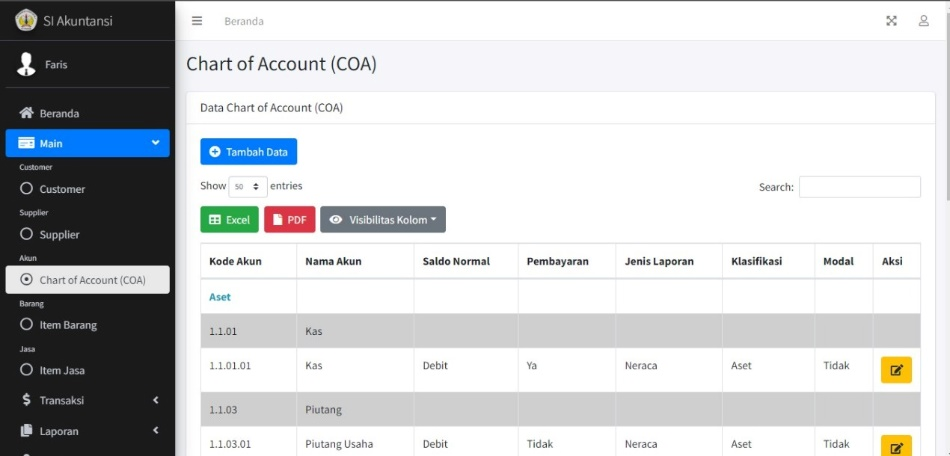 SI Akuntansi
Beranda
Faris
Beranda
Main
Customer
Customer
Supplier
Supplier
Akun
Chart of Account (COA)
Barang
Item Barang
Jasa
Item Jasa
Transaksi
Laporan
Chart of Account (COA)
Data Chart of Account (COA)
Tambah Data
Show 50 entries Search:
Excel PDF Visibilitas Kolom
Kode Akun Nama Akun Saldo Normal Pembayaran Jenis Laporan Klasifikasi Modal Aksi
Aset
1.1.01 Kas
1.1.01.01 Kas Debit Ya Neraca Aset Tidak
1.1.03 Piutang
1.1.03.01 Piutang Usaha Debit Tidak Neraca Aset Tidak